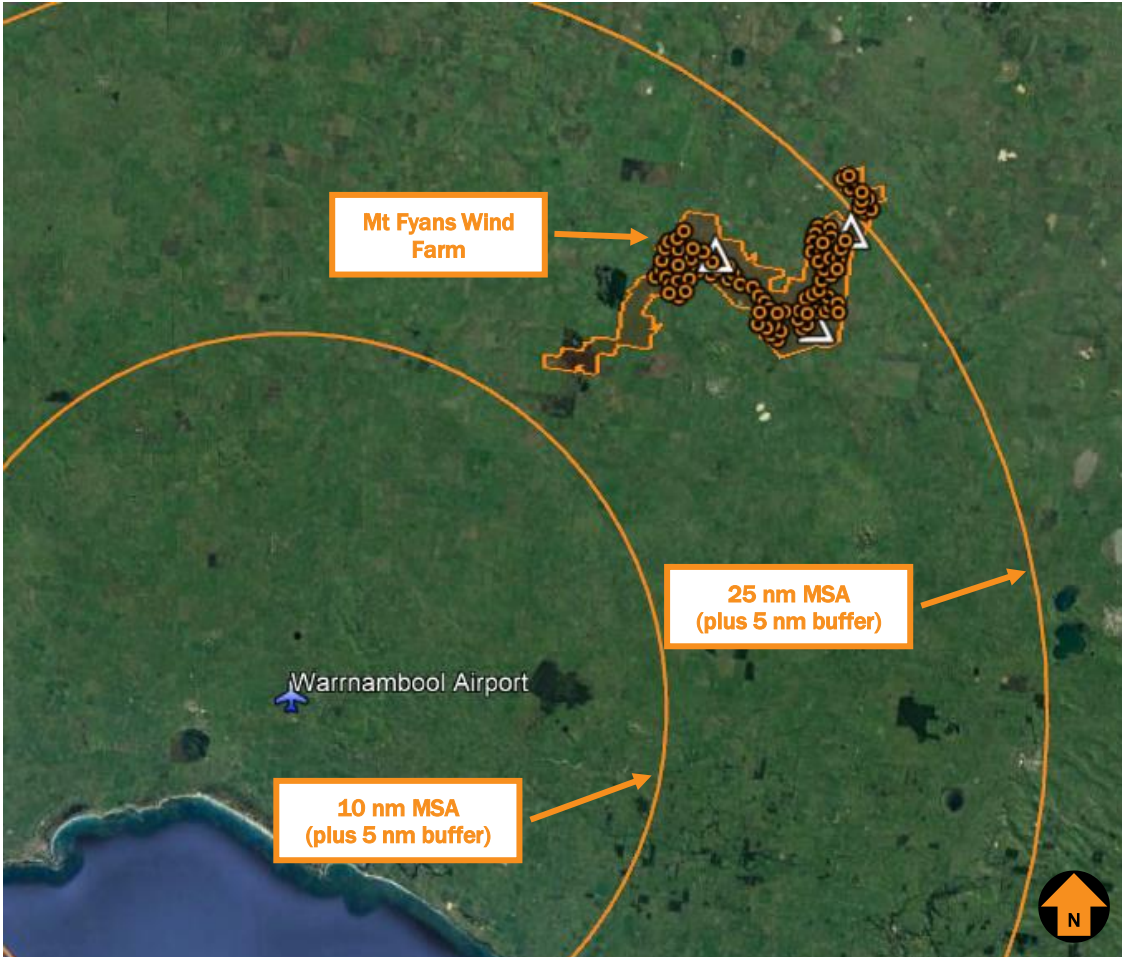 Mt Fyans Wind
Farm
25 nm MSA
(plus 5 nm buffer)
Warrnambool Airport
10 nm MSA
(plus 5 nm buffer)
N